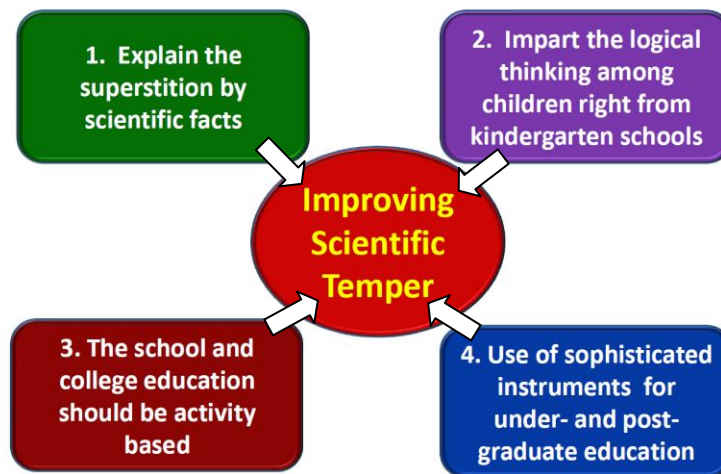 1. Explain the
superstition by
scientific facts
2. Impart the logical
thinking among
children right from
kindergarten schools
Improving
Scientific
Temper
3. The school and
college education
should be activity
based
4. Use of sophisticated
instruments for
under- and post-
graduate education